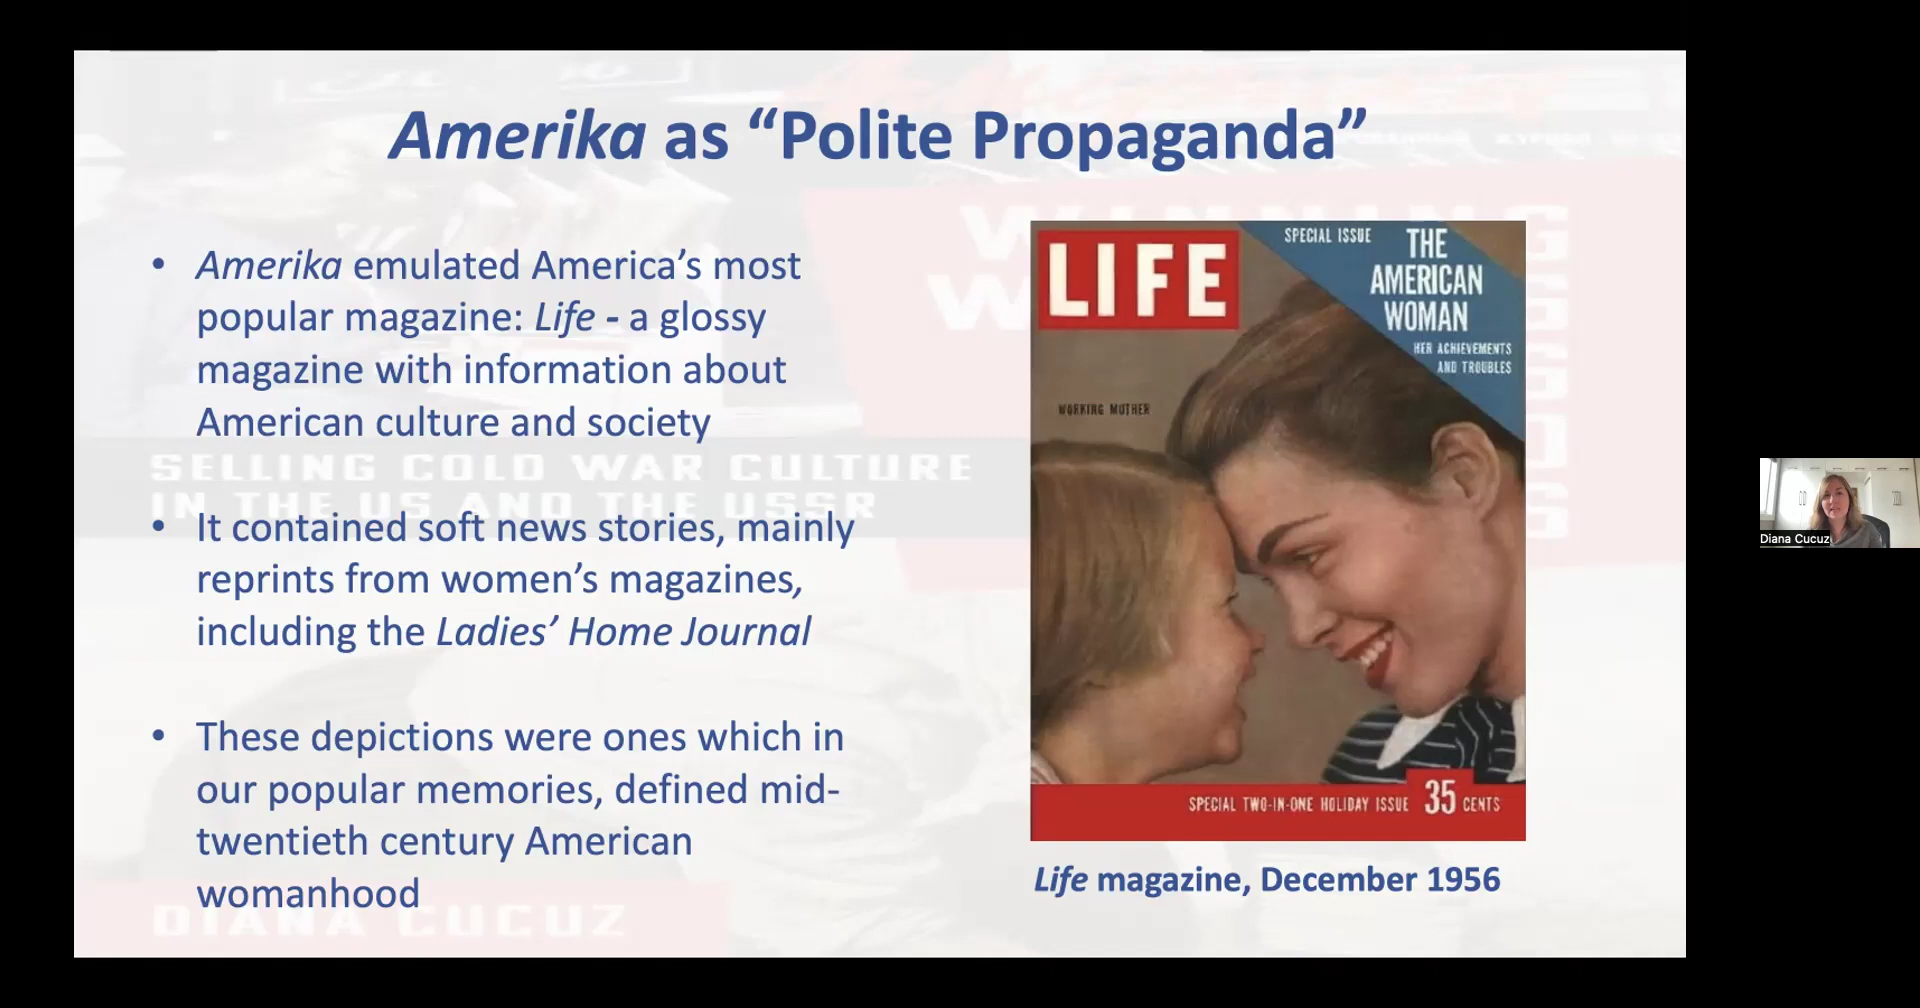 Amerika as “Polite Propaganda”
• Amerika emulated America’s most
popular magazine: Life - a glossy
magazine with information about
American culture and society
SELLING COLD WAR CULTURE
IN THE US AND THE USSR
• It contained soft news stories, mainly
reprints from women’s magazines,
including the Ladies’ Home Journal
• These depictions were ones which in
our popular memories, defined mid-
twentieth century American
womanhood
DIANA CUCUZ
WINNING
LIFE
SPECIAL ISSUE
THE
AMERICAN
WOMAN
HER ACHIEVEMENTS
AND TROUBLES
WORKING MOTHER
SPECIAL TWO-IN-ONE HOLIDAY ISSUE 35 CENTS
Life magazine, December 1956
Diana Cucuz